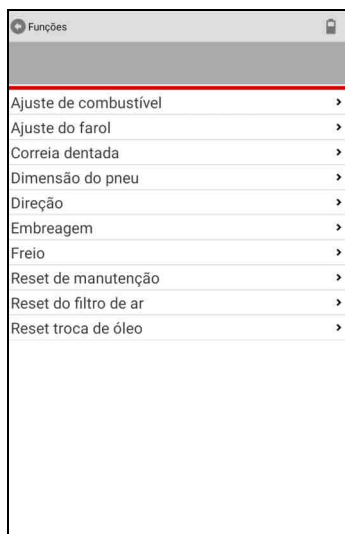 Funções
Ajuste de combustível
Ajuste do farol
Correia dentada
Dimensão do pneu
Direção
Embreagem
Freio
Reset de manutenção
Reset do filtro de ar
Reset troca de óleo